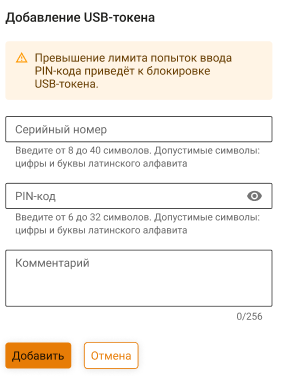 Добавление USB-токена
Превышение лимита попыток ввода
PIN-кода приведёт к блокировке
USB-токена.
Серийный номер
Введите от 8 до 40 символов. Допустимые символы:
цифры и буквы латинского алфавита
PIN-код
Введите от 6 до 32 символов. Допустимые символы:
цифры и буквы латинского алфавита
Комментарий
0/256
Добавить
Отмена